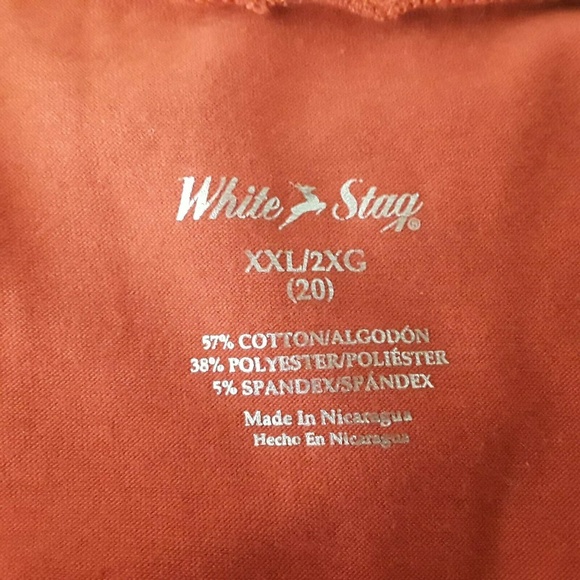 White Stag®
XXL/2XG
(20)
57% COTTON/ALGODÓN
38% POLYESTER/POLIÉSTER
5% SPANDEX/SPÁNDEX
Made In Nicaragua
Hecho En Nicaragua